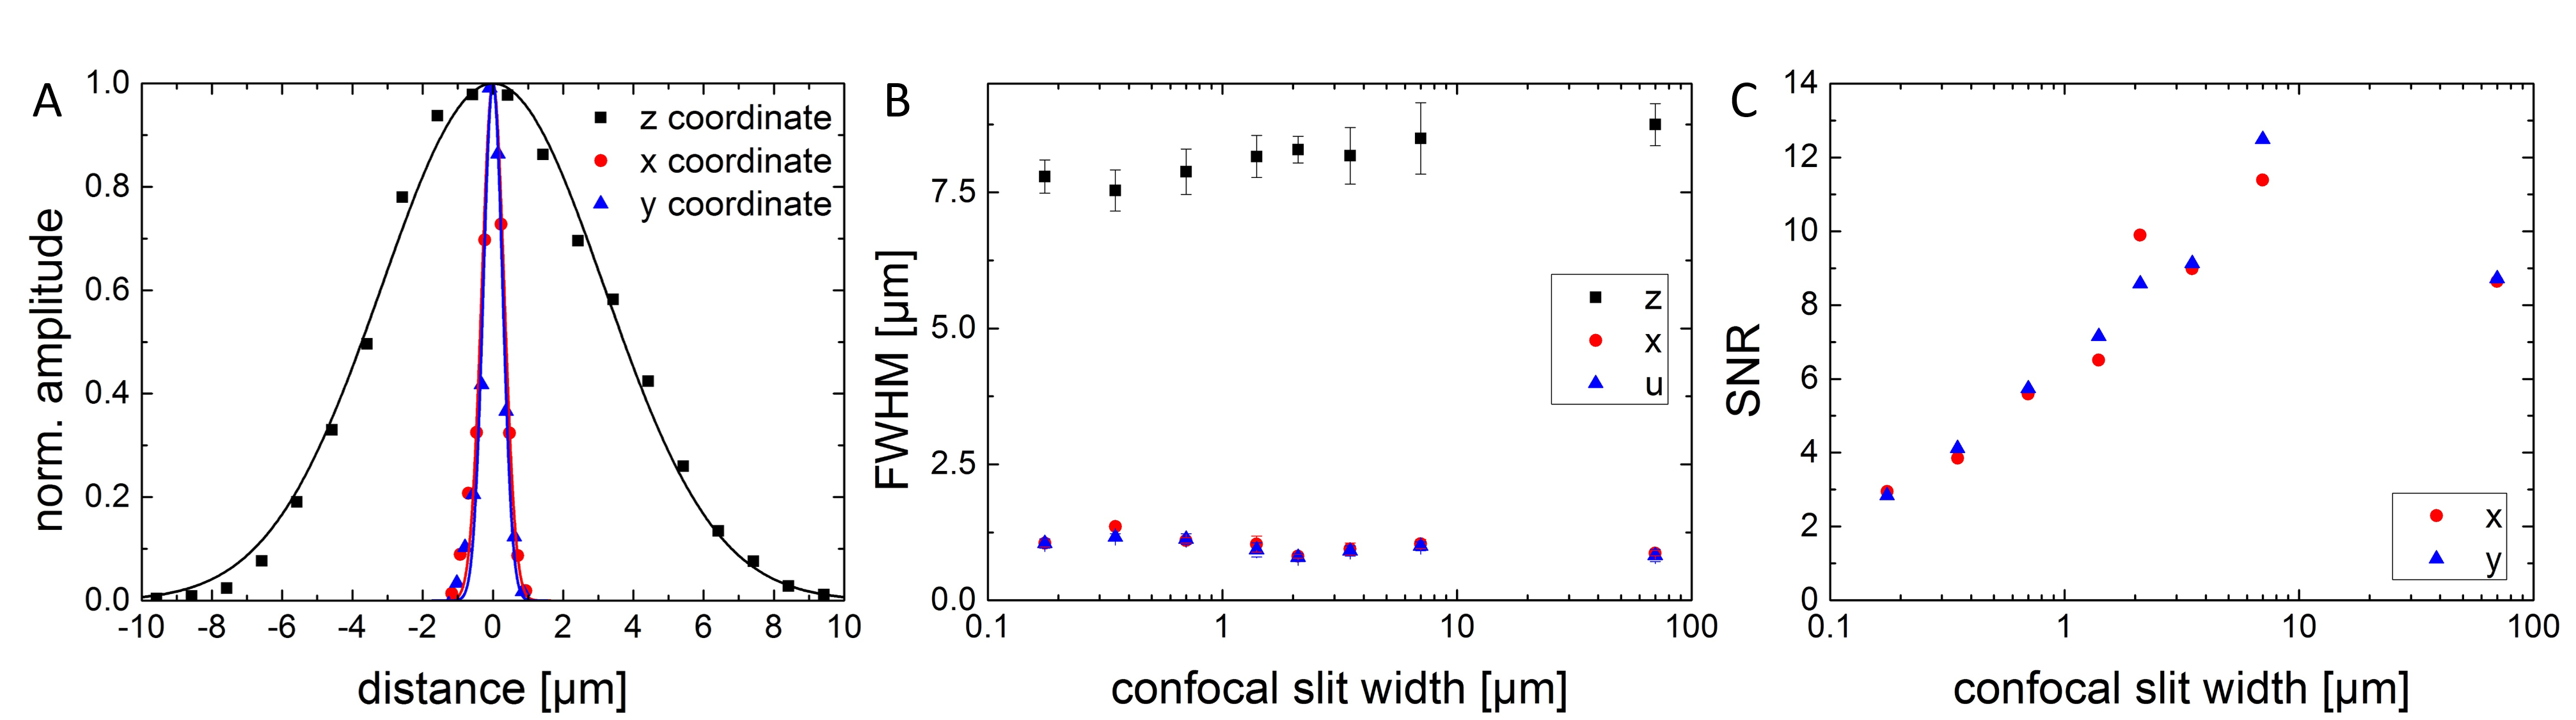 A
1.0
0.8
0.6
0.4
0.2
0.0
norm. amplitude
z coordinate
x coordinate
y coordinate
-10 -8 -6 -4 -2 0 2 4 6 8 10
distance [µm]
B
7.5
5.0
2.5
0.0
FWHM [µm]
z
x
u
0.1 1 10 100
confocal slit width [µm]
C
14
12
10
8
6
4
2
0
SNR
x
y
0.1 1 10 100
confocal slit width [µm]